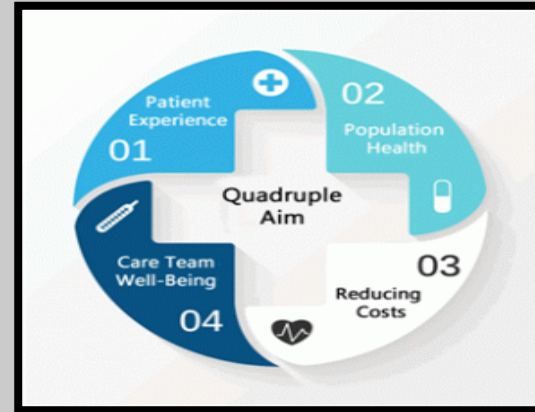 Patient
Experience
01
02
Population
Health
Quadruple
Aim
03
Reducing
Costs
Care Team
Well-Being
04